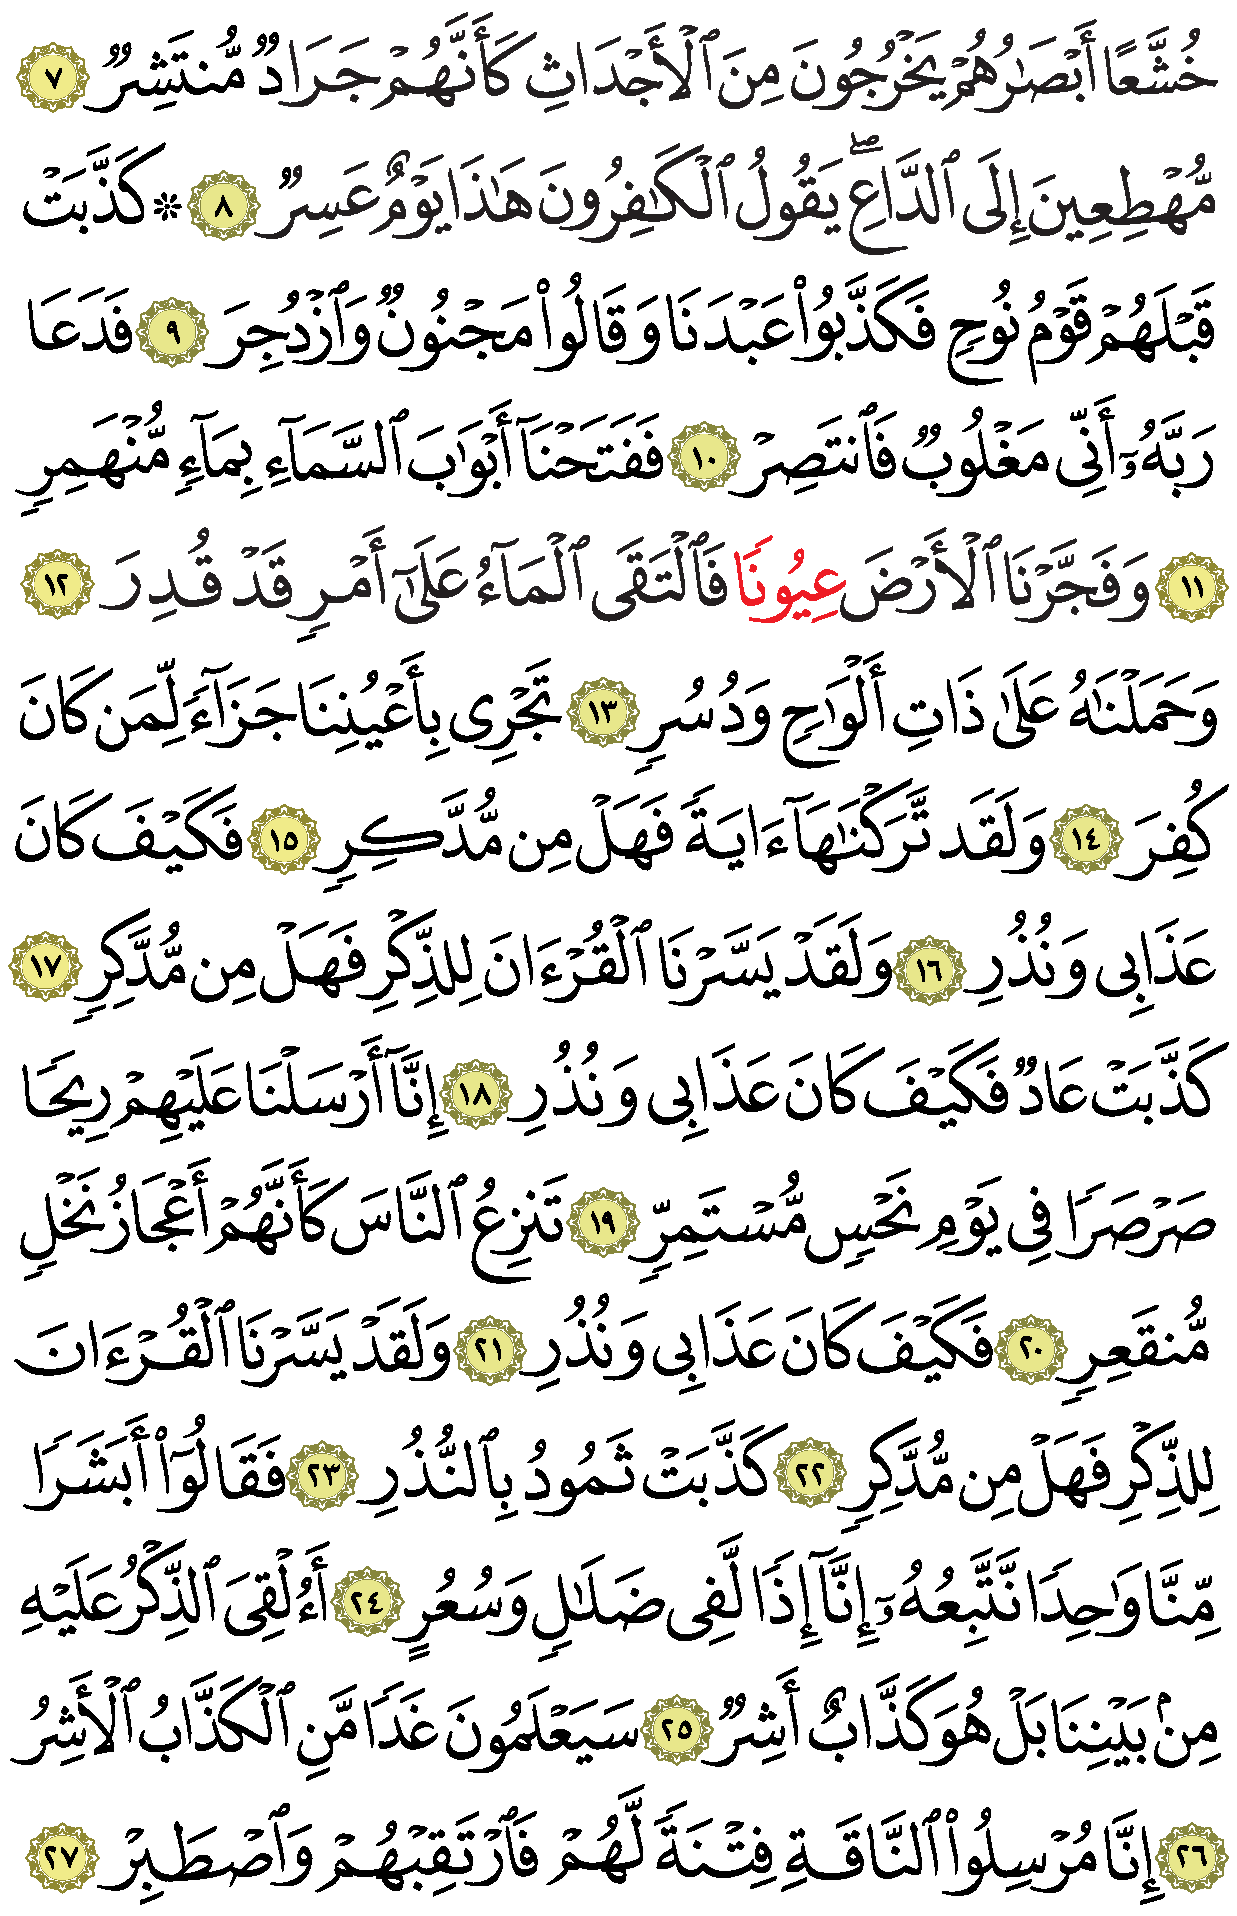 خُشَّعًا أَبْصَٰرُهُمْ يَخْرُجُونَ مِنَ ٱلْأَجْدَاثِ كَأَنَّهُمْ جَرَادٌ مُّنتَشِرٌ ٧
مُّهْطِعِينَ إِلَى ٱلدَّاعِ ۖ يَقُولُ ٱلْكَٰفِرُونَ هَٰذَا يَوْمٌ عَسِرٌ ٨ ۞ كَذَّبَتْ
قَبْلَهُمْ قَوْمُ نُوحٍ فَكَذَّبُوا۟ عَبْدَنَا وَقَالُوا۟ مَجْنُونٌ وَٱزْدُجِرَ ٩ فَدَعَا
رَبَّهُۥٓ أَنِّى مَغْلُوبٌ فَٱنتَصِرْ ١٠ فَفَتَحْنَآ أَبْوَٰبَ ٱلسَّمَآءِ بِمَآءٍ مُّنْهَمِرٍ
١١ وَفَجَّرْنَا ٱلْأَرْضَ عِيُونًا فَٱلْتَقَى ٱلْمَآءُ عَلَىٰٓ أَمْرٍ قَدْ قُدِرَ ١٢
وَحَمَلْنَٰهُ عَلَىٰ ذَاتِ أَلْوَٰحٍ وَدُسُرٍ ١٣ تَجْرِى بِأَعْيُنِنَا جَزَآءً لِّمَن كَانَ
كُفِرَ ١٤ وَلَقَد تَّرَكْنَٰهَآ ءَايَةً فَهَلْ مِن مُّدَّكِرٍ ١٥ فَكَيْفَ كَانَ
عَذَابِى وَنُذُرِ ١٦ وَلَقَدْ يَسَّرْنَا ٱلْقُرْءَانَ لِلذِّكْرِ فَهَلْ مِن مُّدَّكِرٍ ١٧
كَذَّبَتْ عَادٌ فَكَيْفَ كَانَ عَذَابِى وَنُذُرِ ١٨ إِنَّآ أَرْسَلْنَا عَلَيْهِمْ رِيحًا
صَرْصَرًا فِى يَوْمِ نَحْسٍ مُّسْتَمِرٍّ ١٩ تَنزِعُ ٱلنَّاسَ كَأَنَّهُمْ أَعْجَازُ نَخْلٍ
مُّنقَعِرٍ ٢٠ فَكَيْفَ كَانَ عَذَابِى وَنُذُرِ ٢١ وَلَقَدْ يَسَّرْنَا ٱلْقُرْءَانَ
لِلذِّكْرِ فَهَلْ مِن مُّدَّكِرٍ ٢٢ كَذَّبَتْ ثَمُودُ بِٱلنُّذُرِ ٢٣ فَقَالُوٓا۟ أَبَشَرًا
مِّنَّا وَٰحِدًا نَّتَّبِعُهُۥٓ إِنَّآ إِذًا لَّفِى ضَلَٰلٍ وَسُعُرٍ ٢٤ أَءُلْقِىَ ٱلذِّكْرُ عَلَيْهِ
مِنۢ بَيْنِنَا بَلْ هُوَ كَذَّابٌ أَشِرٌ ٢٥ سَيَعْلَمُونَ غَدًا مَّنِ ٱلْكَذَّابُ ٱلْأَشِرُ
٢٦ إِنَّا مُرْسِلُوا۟ ٱلنَّاقَةِ فِتْنَةً لَّهُمْ فَٱرْتَقِبْهُمْ وَٱصْطَبِرْ ٢٧